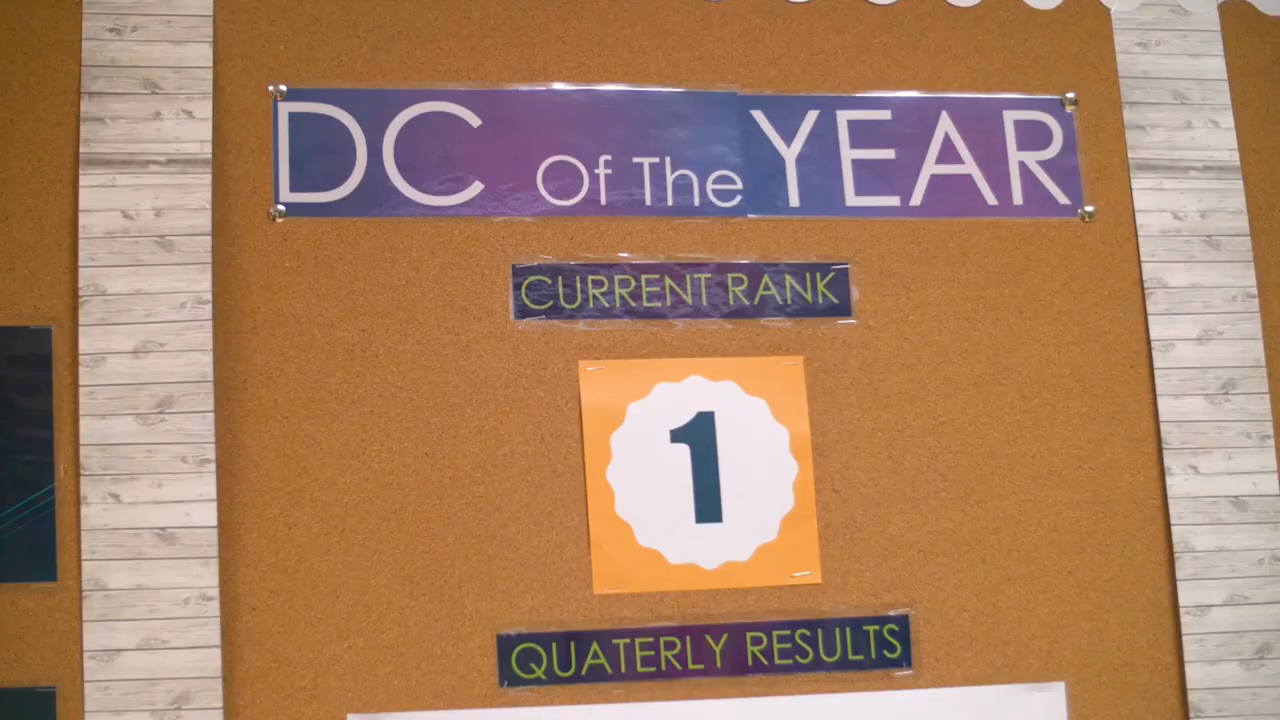 DC Of The YEAR
CURRENT RANK
1
QUATERLY RESULTS